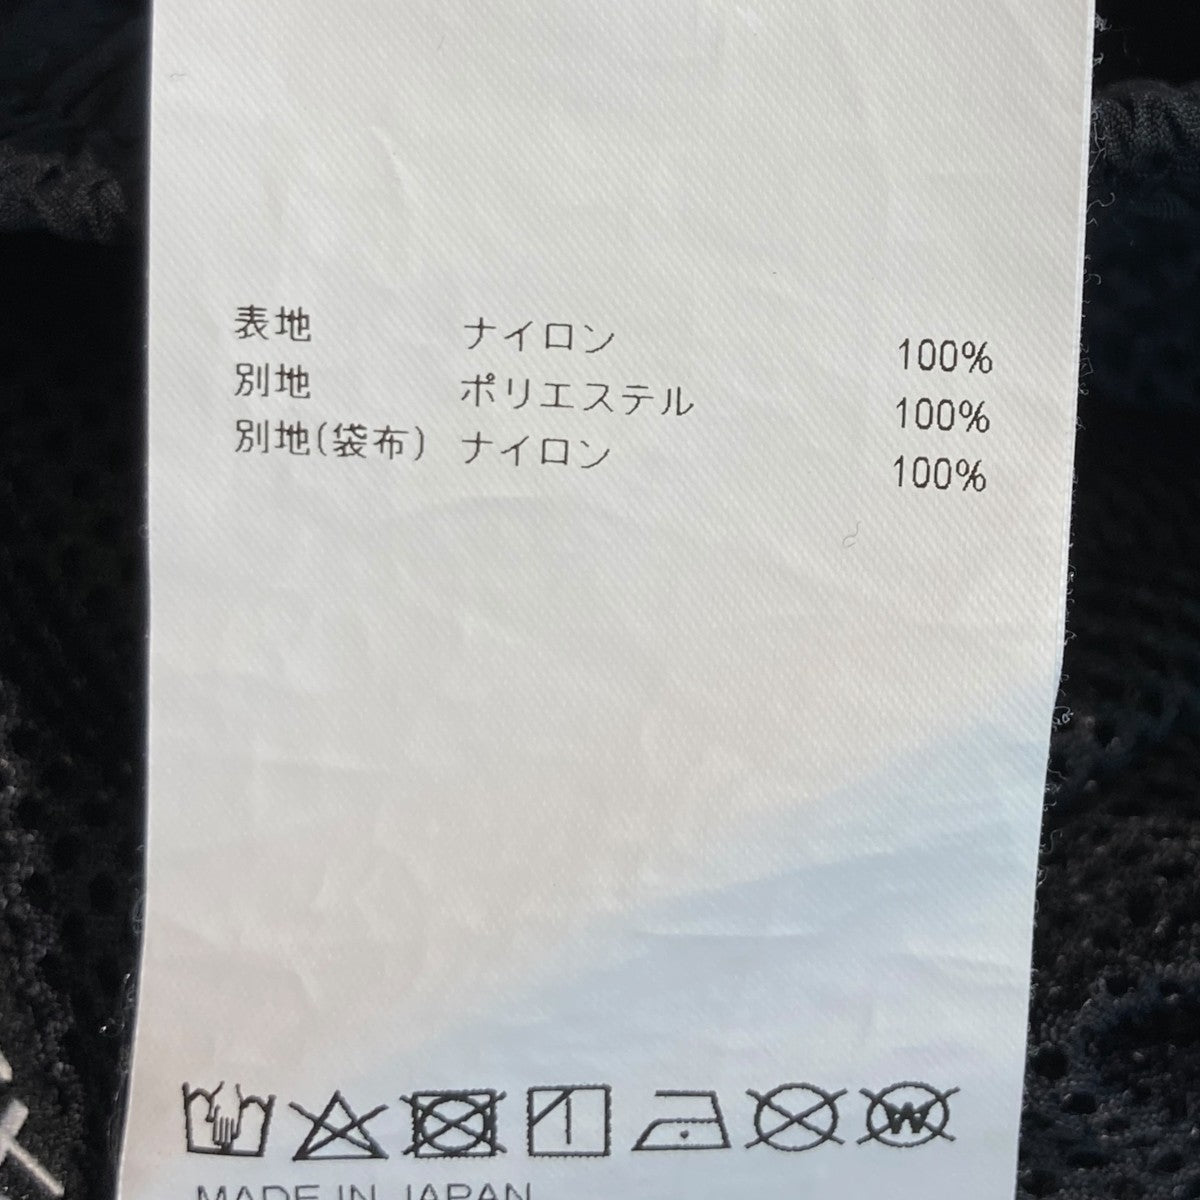 表地 ナイロン 100%
別地 ポリエステル 100%
別地(袋布) ナイロン 100%
W
MADE IN JAPAN